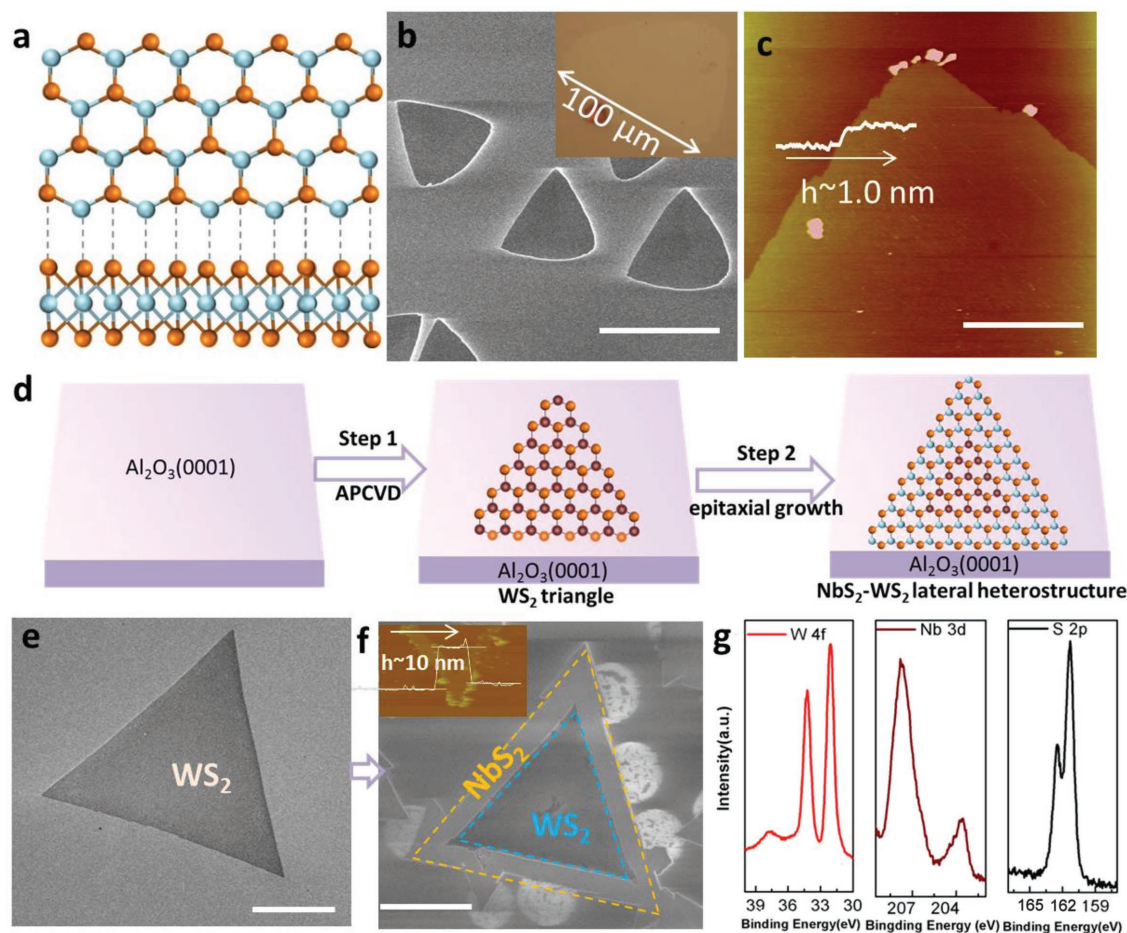 a
b
100 μm
c
h~1.0 nm
d
Al₂O₃(0001)
Step 1
APCVD
Al₂O₃(0001)
WS₂ triangle
Step 2
epitaxial growth
Al₂O₃(0001)
NbS₂-WS₂ lateral heterostructure
e
WS₂
f
h~10 nm
NbS₂
WS₂
g
Intensity(a.u.)
W 4f
39 36 33 30
Binding Energy(eV)
Nb 3d
207 204
Bingding Energy (eV)
S 2p
165 162 159
Binding Energy(eV)